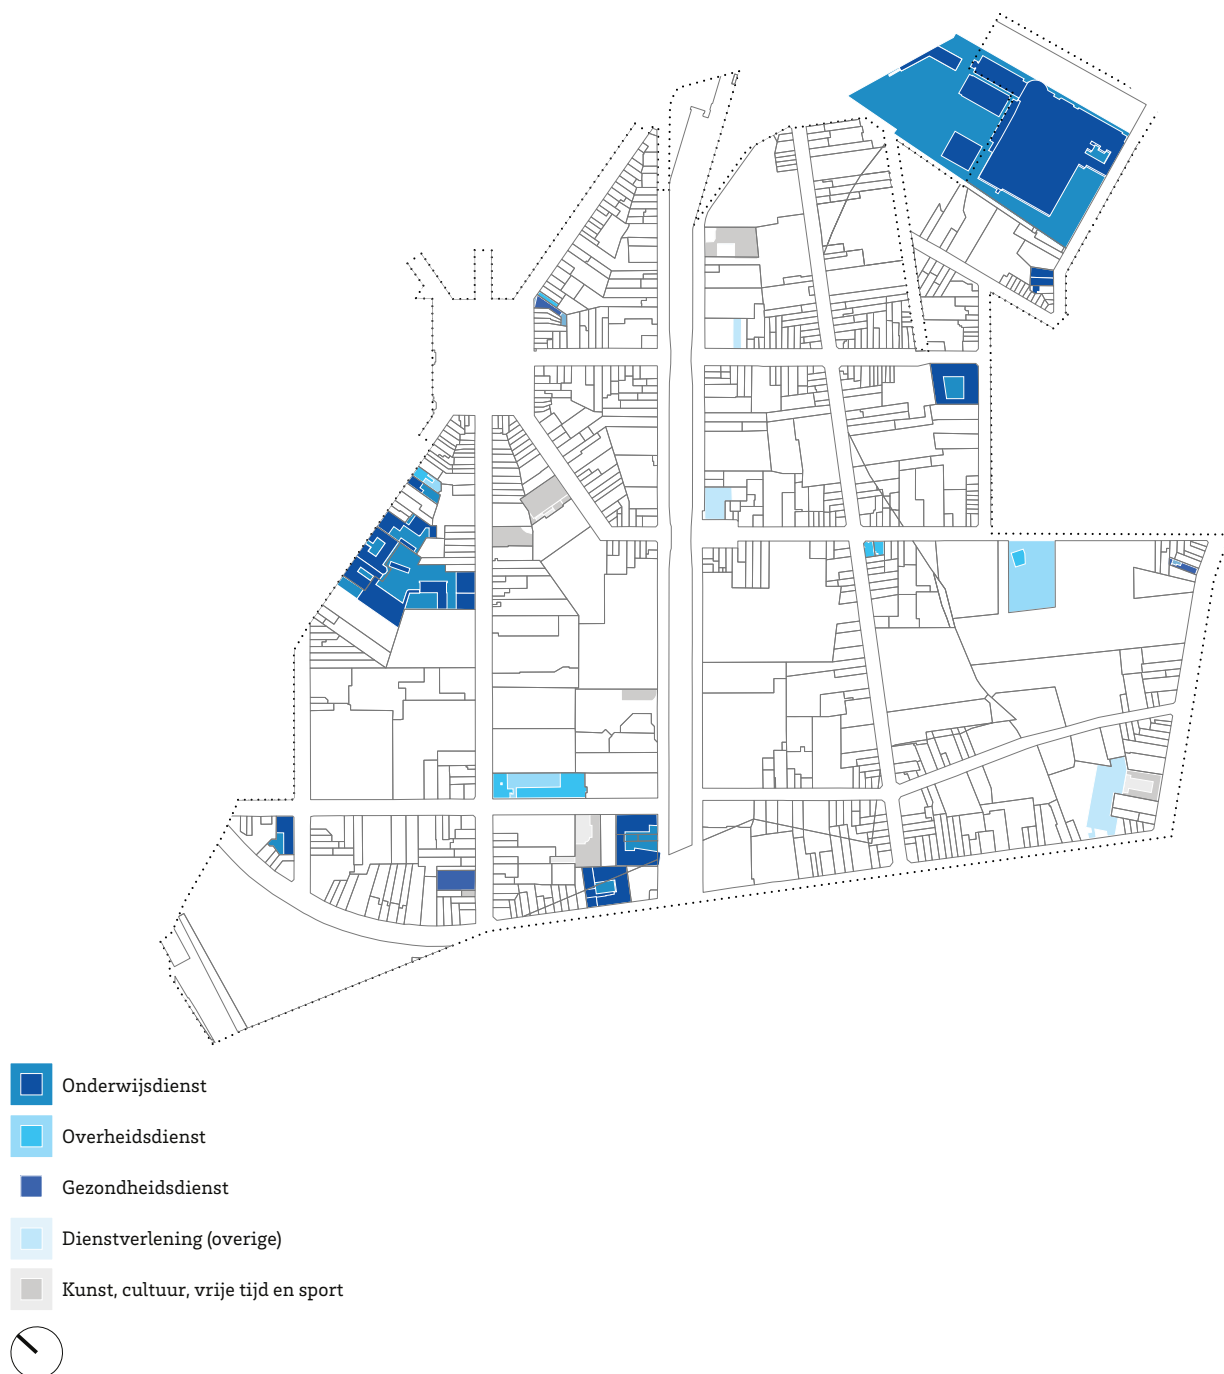 Onderwijsdienst
Overheidsdienst
Gezondheidsdienst
Dienstverlening (overige)
Kunst, cultuur, vrije tijd en sport